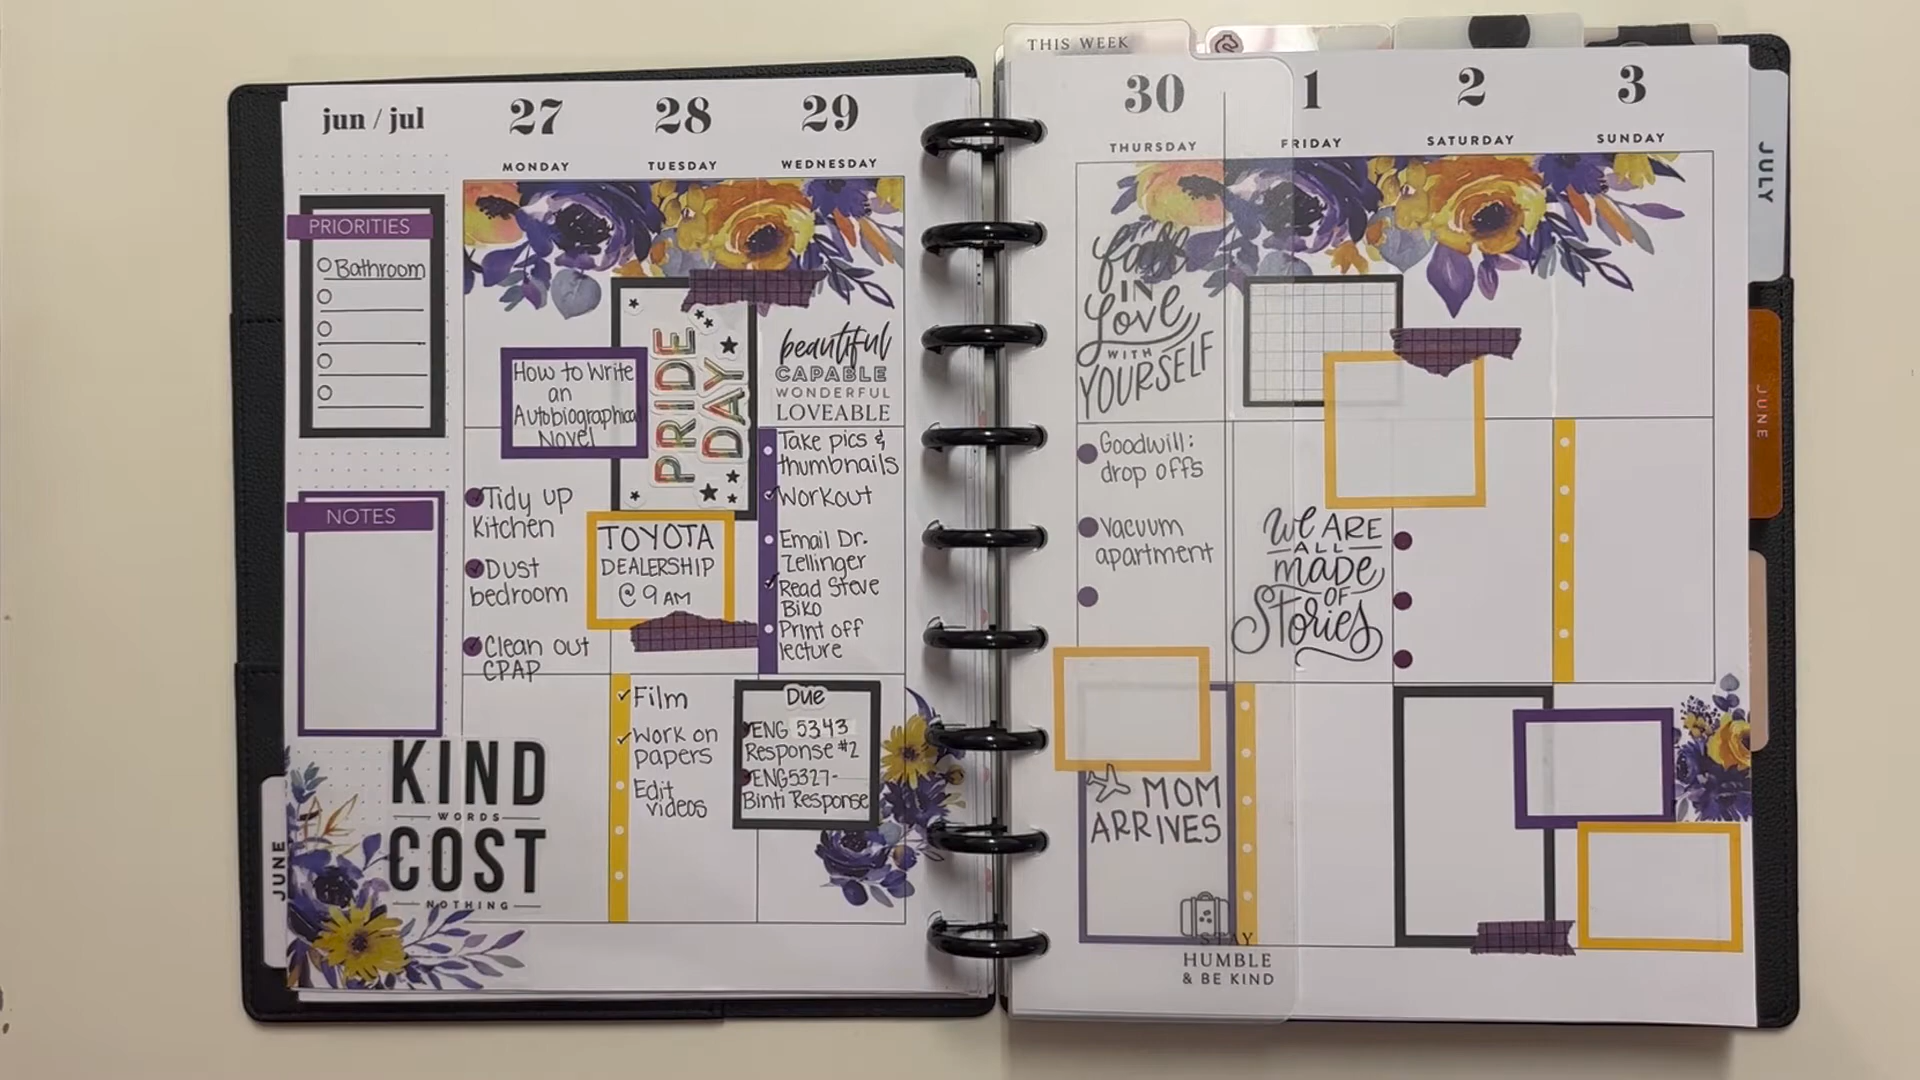 THIS WEEK
jun / jul
27
MONDAY
28
TUESDAY
29
WEDNESDAY
30
THURSDAY
1
FRIDAY
2
SATURDAY
3
SUNDAY
JULY
JUNE
PRIORITIES
Bathroom
NOTES
JUNE
KIND
WORDS
COST
NOTHING
How to Write
an
Autobiographical
Novel
Tidy up
kitchen
Dust
bedroom
Clean out
CPAP
PRIDE
DAY
TOYOTA
DEALERSHIP
@ 9 AM
Film
Work on
papers
Edit
videos
beautiful
CAPABLE
WONDERFUL
LOVEABLE
Take pics &
thumbnails
Workout
Email Dr.
Zellinger
Read Steve
Biko
Print off
lecture
Due
ENG 5343
Response #2
ENG5327-
Binti Response
fall
IN
Love
WITH
YOURSELF
Goodwill:
drop offs
Vacuum
apartment
MOM
ARRIVES
STAY
HUMBLE
& BE KIND
We ARE
ALL
made
OF
Stories